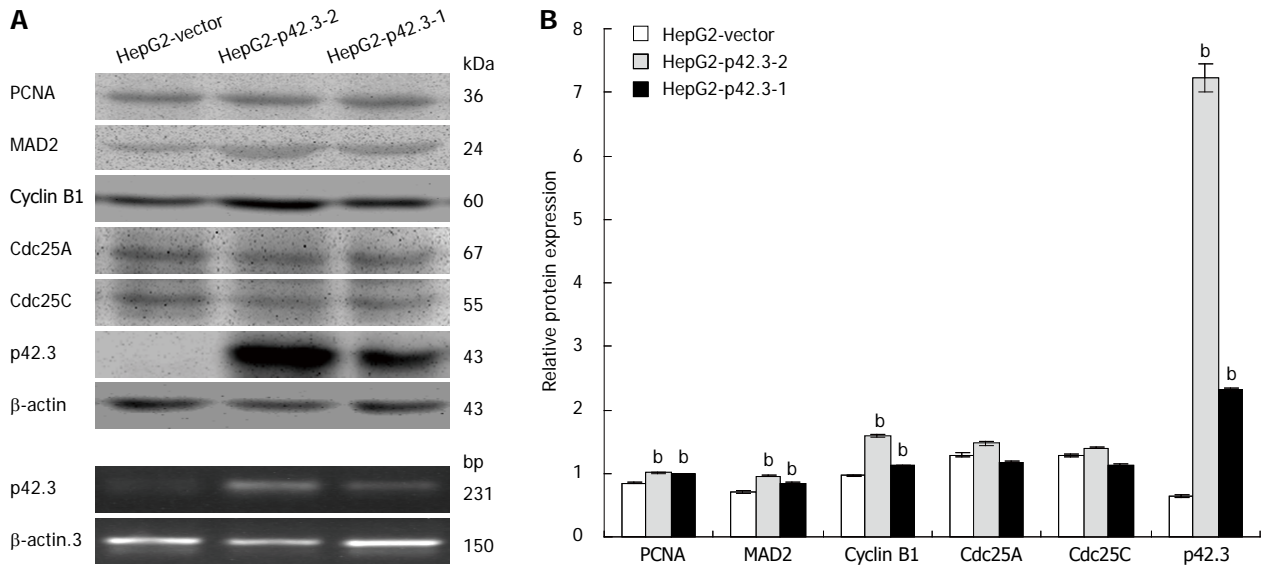 A
HepG2-vector
HepG2-p42.3-2
HepG2-p42.3-1
kDa
PCNA
36
MAD2
24
Cyclin B1
60
Cdc25A
67
Cdc25C
55
p42.3
43
β-actin
43
bp
p42.3
231
β-actin.3
150
B
HepG2-vector
HepG2-p42.3-2
HepG2-p42.3-1
Relative protein expression
8
7
6
5
4
3
2
1
0
b b
b b
b
b
b
b
PCNA MAD2 Cyclin B1 Cdc25A Cdc25C p42.3